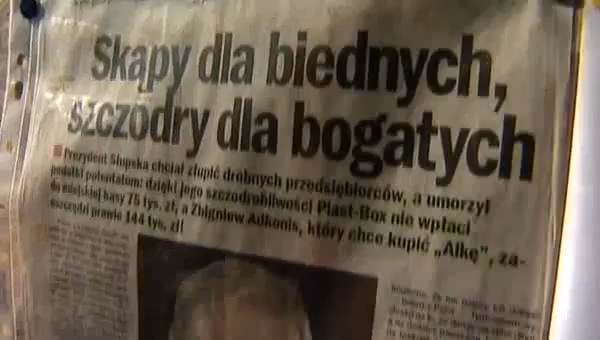 Skąpy dla biednych,
szczodry dla bogatych
Prezydent Słupska chciał złupić drobnych przedsiębiorców, a umorzył
podatki potentatom: dzięki jego szczodrobliwości Plast-Box nie wpłaci
do miejskiej kasy 75 tys. zł, a Zbigniew Adkonis, który chce kupić „Alkę”, za-
oszczędzi prawie 144 tys. zł!